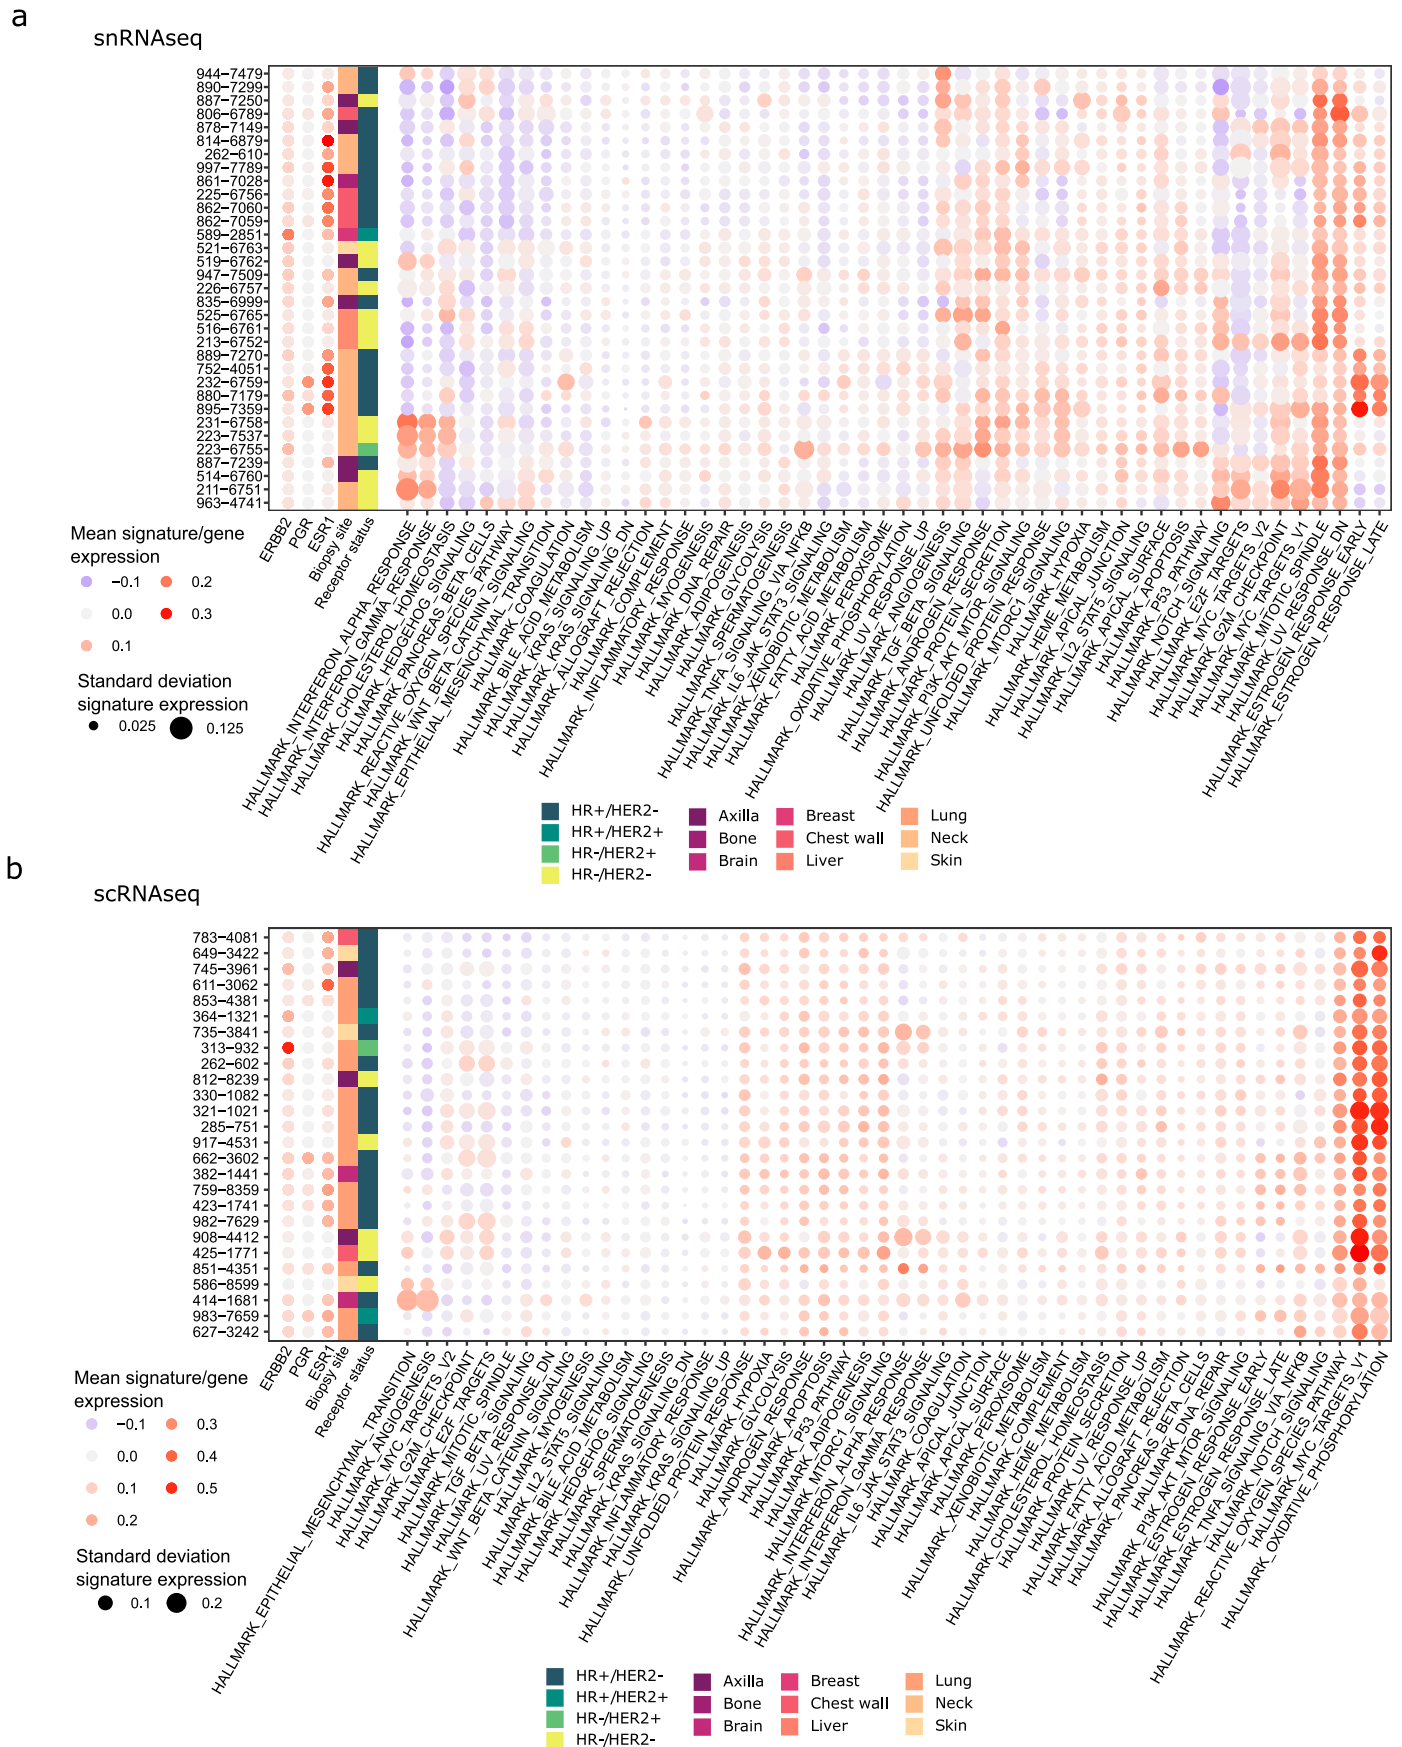 a
snRNAseq
944−7479
890−7299
887−7250
806−6789
878−7149
814−6879
262−610
997−7789
861−7028
225−6756
862−7060
862−7059
589−2851
521−6763
519−6762
947−7509
226−6757
835−6999
525−6765
516−6761
213−6752
889−7270
752−4051
232−6759
880−7179
895−7359
231−6758
223−7537
223−6755
887−7239
514−6760
211−6751
963−4741
ERBB2
PGR
ESR1
Biopsy site
Receptor status
HALLMARK_INTERFERON_ALPHA_RESPONSE
HALLMARK_INTERFERON_GAMMA_RESPONSE
HALLMARK_CHOLESTEROL_HOMEOSTASIS
HALLMARK_HEDGEHOG_SIGNALING
HALLMARK_PANCREAS_BETA_CELLS
HALLMARK_REACTIVE_OXYGEN_SPECIES_PATHWAY
HALLMARK_WNT_BETA_CATENIN_SIGNALING
HALLMARK_EPITHELIAL_MESENCHYMAL_TRANSITION
HALLMARK_COAGULATION
HALLMARK_BILE_ACID_METABOLISM
HALLMARK_KRAS_SIGNALING_UP
HALLMARK_KRAS_SIGNALING_DN
HALLMARK_ALLOGRAFT_REJECTION
HALLMARK_COMPLEMENT
HALLMARK_INFLAMMATORY_RESPONSE
HALLMARK_MYOGENESIS
HALLMARK_DNA_REPAIR
HALLMARK_ADIPOGENESIS
HALLMARK_GLYCOLYSIS
HALLMARK_SPERMATOGENESIS
HALLMARK_TNFA_SIGNALING_VIA_NFKB
HALLMARK_IL6_JAK_STAT3_SIGNALING
HALLMARK_XENOBIOTIC_METABOLISM
HALLMARK_FATTY_ACID_METABOLISM
HALLMARK_PEROXISOME
HALLMARK_OXIDATIVE_PHOSPHORYLATION
HALLMARK_UV_RESPONSE_UP
HALLMARK_ANGIOGENESIS
HALLMARK_TGF_BETA_SIGNALING
HALLMARK_ANDROGEN_RESPONSE
HALLMARK_PROTEIN_SECRETION
HALLMARK_PI3K_AKT_MTOR_SIGNALING
HALLMARK_UNFOLDED_PROTEIN_RESPONSE
HALLMARK_MTORC1_SIGNALING
HALLMARK_HYPOXIA
HALLMARK_HEME_METABOLISM
HALLMARK_APICAL_JUNCTION
HALLMARK_IL2_STAT5_SIGNALING
HALLMARK_APICAL_SURFACE
HALLMARK_APOPTOSIS
HALLMARK_P53_PATHWAY
HALLMARK_NOTCH_SIGNALING
HALLMARK_E2F_TARGETS
HALLMARK_MYC_TARGETS_V2
HALLMARK_G2M_CHECKPOINT
HALLMARK_MYC_TARGETS_V1
HALLMARK_MITOTIC_SPINDLE
HALLMARK_UV_RESPONSE_DN
HALLMARK_ESTROGEN_RESPONSE_EARLY
HALLMARK_ESTROGEN_RESPONSE_LATE
Mean signature/gene
expression
−0.1 0.2
0.0 0.3
0.1
Standard deviation
signature expression
0.025 0.125
HR+/HER2-
HR+/HER2+
HR-/HER2+
HR-/HER2-
Axilla Breast Lung
Bone Chest wall Neck
Brain Liver Skin
b
scRNAseq
783−4081
649−3422
745−3961
611−3062
853−4381
364−1321
735−3841
313−932
262−602
812−8239
330−1082
321−1021
285−751
917−4531
662−3602
382−1441
759−8359
423−1741
982−7629
908−4412
425−1771
851−4351
586−8599
414−1681
983−7659
627−3242
ERBB2
PGR
ESR1
Biopsy site
Receptor status
HALLMARK_EPITHELIAL_MESENCHYMAL_TRANSITION
HALLMARK_ANGIOGENESIS
HALLMARK_MYC_TARGETS_V2
HALLMARK_G2M_CHECKPOINT
HALLMARK_E2F_TARGETS
HALLMARK_MITOTIC_SPINDLE
HALLMARK_TGF_BETA_SIGNALING
HALLMARK_UV_RESPONSE_DN
HALLMARK_WNT_BETA_CATENIN_SIGNALING
HALLMARK_MYOGENESIS
HALLMARK_IL2_STAT5_SIGNALING
HALLMARK_BILE_ACID_METABOLISM
HALLMARK_HEDGEHOG_SIGNALING
HALLMARK_SPERMATOGENESIS
HALLMARK_KRAS_SIGNALING_DN
HALLMARK_INFLAMMATORY_RESPONSE
HALLMARK_KRAS_SIGNALING_UP
HALLMARK_UNFOLDED_PROTEIN_RESPONSE
HALLMARK_HYPOXIA
HALLMARK_GLYCOLYSIS
HALLMARK_ANDROGEN_RESPONSE
HALLMARK_APOPTOSIS
HALLMARK_P53_PATHWAY
HALLMARK_ADIPOGENESIS
HALLMARK_MTORC1_SIGNALING
HALLMARK_INTERFERON_ALPHA_RESPONSE
HALLMARK_INTERFERON_GAMMA_RESPONSE
HALLMARK_IL6_JAK_STAT3_SIGNALING
HALLMARK_COAGULATION
HALLMARK_APICAL_JUNCTION
HALLMARK_APICAL_SURFACE
HALLMARK_PEROXISOME
HALLMARK_XENOBIOTIC_METABOLISM
HALLMARK_COMPLEMENT
HALLMARK_HEME_METABOLISM
HALLMARK_CHOLESTEROL_HOMEOSTASIS
HALLMARK_PROTEIN_SECRETION
HALLMARK_UV_RESPONSE_UP
HALLMARK_FATTY_ACID_METABOLISM
HALLMARK_ALLOGRAFT_REJECTION
HALLMARK_PANCREAS_BETA_CELLS
HALLMARK_DNA_REPAIR
HALLMARK_PI3K_AKT_MTOR_SIGNALING
HALLMARK_ESTROGEN_RESPONSE_EARLY
HALLMARK_ESTROGEN_RESPONSE_LATE
HALLMARK_TNFA_SIGNALING_VIA_NFKB
HALLMARK_NOTCH_SIGNALING
HALLMARK_REACTIVE_OXYGEN_SPECIES_PATHWAY
HALLMARK_MYC_TARGETS_V1
HALLMARK_OXIDATIVE_PHOSPHORYLATION
Mean signature/gene
expression
−0.1 0.3
0.0 0.4
0.1 0.5
0.2
Standard deviation
signature expression
0.1 0.2
HR+/HER2-
HR+/HER2+
HR-/HER2+
HR-/HER2-
Axilla Breast Lung
Bone Chest wall Neck
Brain Liver Skin